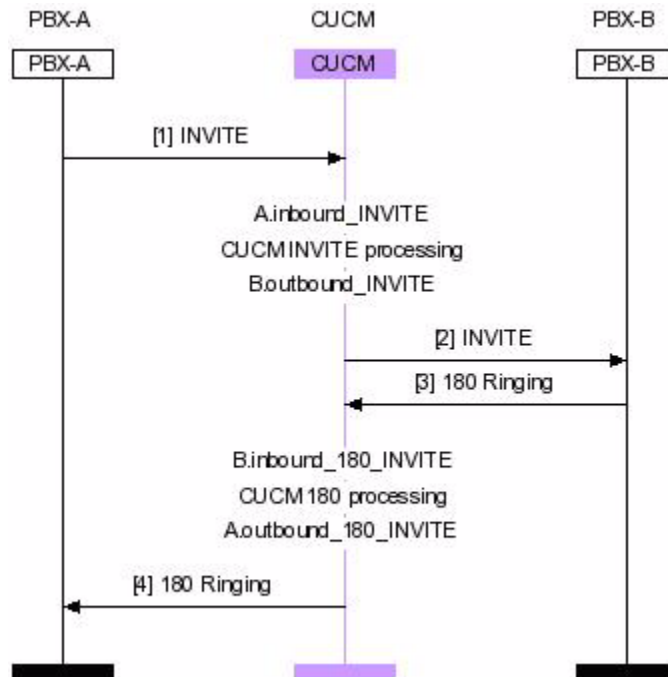 PBX-A CUCM PBX-B
PBX-A CUCM PBX-B
[1] INVITE
A.inbound_INVITE
CUCM INVITE processing
B.outbound_INVITE
[2] INVITE
[3] 180 Ringing
B.inbound_180_INVITE
CUCM 180 processing
A.outbound_180_INVITE
[4] 180 Ringing